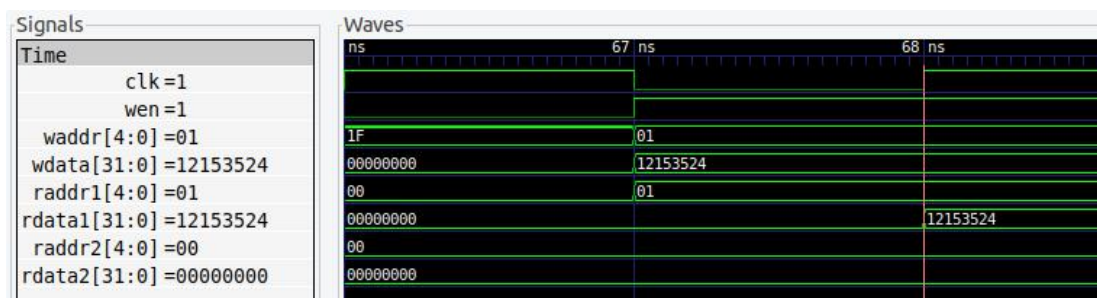 Signals
Time
clk=1
wen=1
waddr[4:0]=01
wdata[31:0]=12153524
raddr1[4:0]=01
rdata1[31:0]=12153524
raddr2[4:0]=00
rdata2[31:0]=00000000
Waves
ns 67 ns 68 ns
1F 01
00000000 12153524
00 01
00000000 12153524
00
00000000